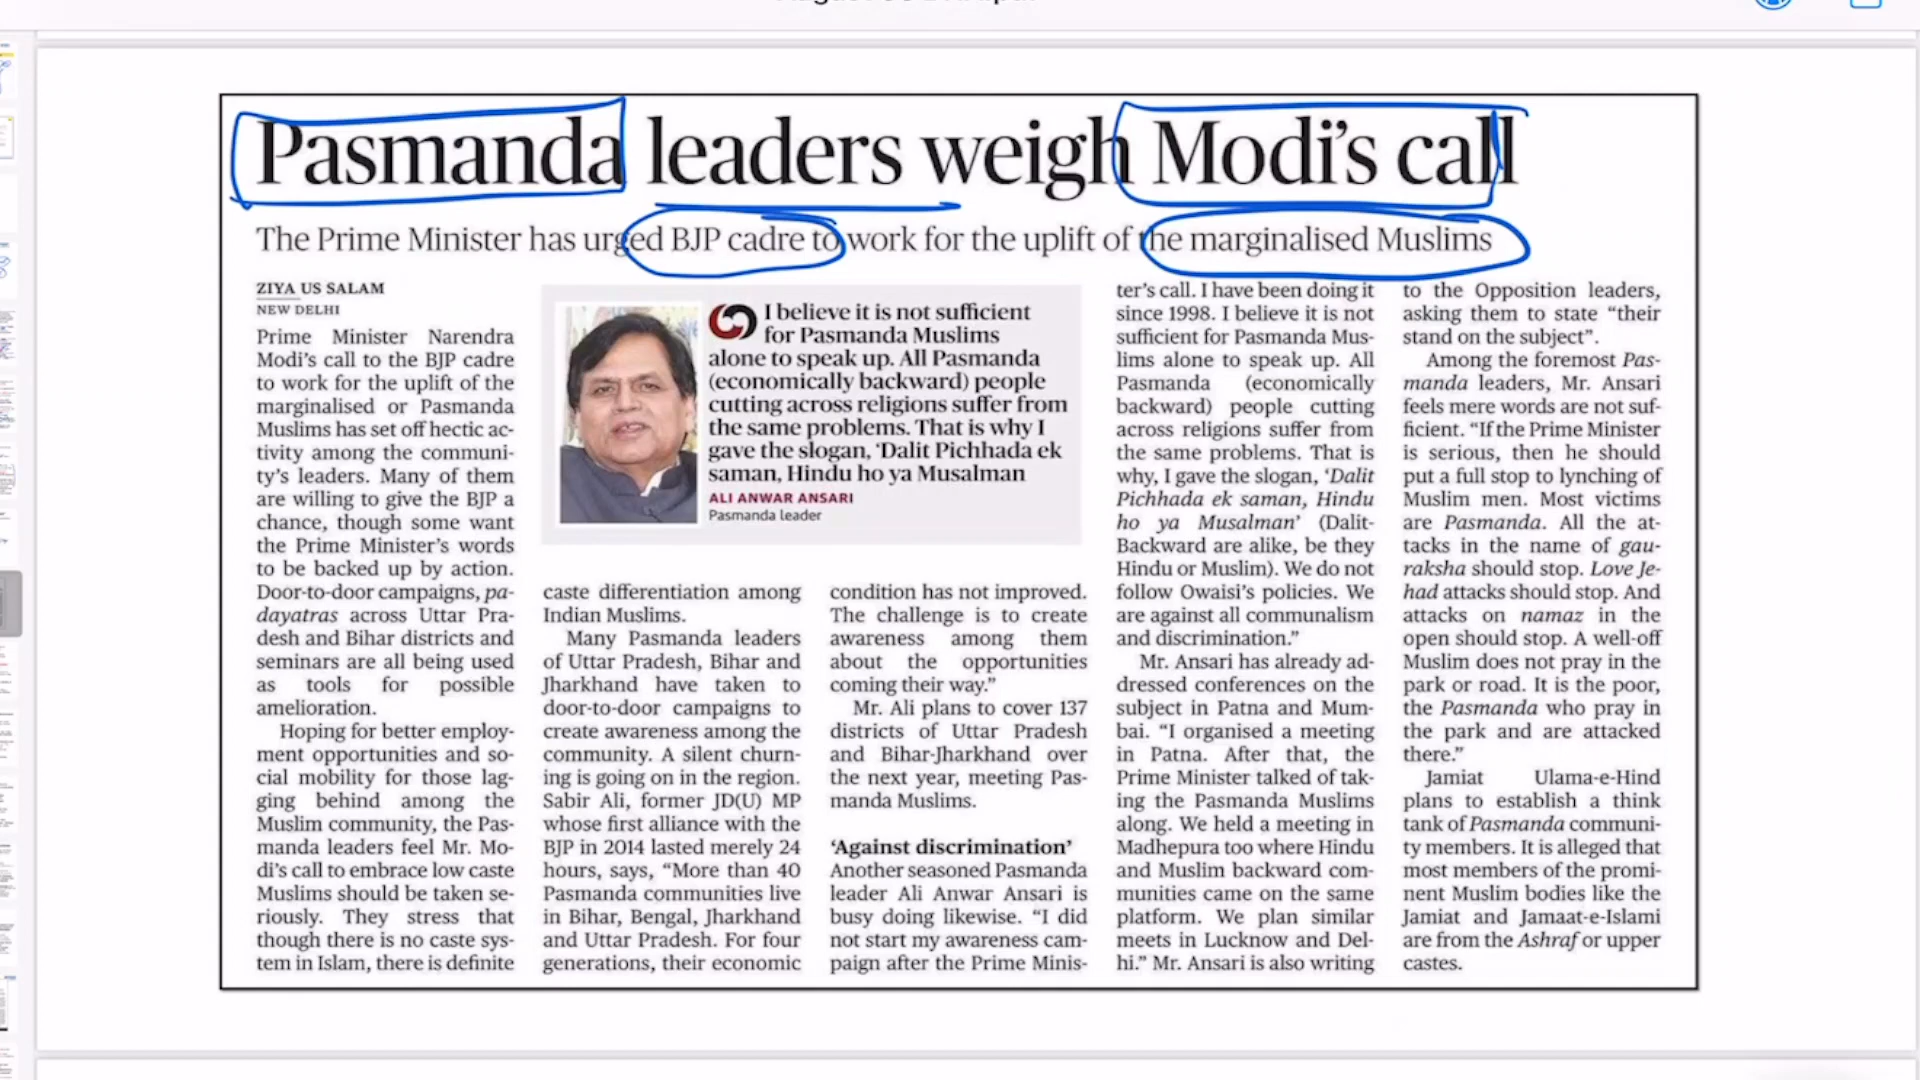 Pasmanda leaders weigh Modi’s call
The Prime Minister has urged BJP cadre to work for the uplift of the marginalised Muslims
ZIYA US SALAM
NEW DELHI
Prime Minister Narendra
Modi’s call to the BJP cadre
to work for the uplift of the
marginalised or Pasmanda
Muslims has set off hectic ac-
tivity among the communi-
ty’s leaders. Many of them
are willing to give the BJP a
chance, though some want
the Prime Minister’s words
to be backed up by action.
Door-to-door campaigns, pa-
dayatras across Uttar Pra-
desh and Bihar districts and
seminars are all being used
as tools for possible
amelioration.
Hoping for better employ-
ment opportunities and so-
cial mobility for those lag-
ging behind among the
Muslim community, the Pas-
manda leaders feel Mr. Mo-
di’s call to embrace low caste
Muslims should be taken se-
riously. They stress that
though there is no caste sys-
tem in Islam, there is definite
I believe it is not sufficient
for Pasmanda Muslims
alone to speak up. All Pasmanda
(economically backward) people
cutting across religions suffer from
the same problems. That is why I
gave the slogan, ‘Dalit Pichhada ek
saman, Hindu ho ya Musalman
ALI ANWAR ANSARI
Pasmanda leader
caste differentiation among
Indian Muslims.
Many Pasmanda leaders
of Uttar Pradesh, Bihar and
Jharkhand have taken to
door-to-door campaigns to
create awareness among the
community. A silent churn-
ing is going on in the region.
Sabir Ali, former JD(U) MP
whose first alliance with the
BJP in 2014 lasted merely 24
hours, says, “More than 40
Pasmanda communities live
in Bihar, Bengal, Jharkhand
and Uttar Pradesh. For four
generations, their economic
condition has not improved.
The challenge is to create
awareness among them
about the opportunities
coming their way.”
Mr. Ali plans to cover 137
districts of Uttar Pradesh
and Bihar-Jharkhand over
the next year, meeting Pas-
manda Muslims.
‘Against discrimination’
Another seasoned Pasmanda
leader Ali Anwar Ansari is
busy doing likewise. “I did
not start my awareness cam-
paign after the Prime Minis-
ter’s call. I have been doing it
since 1998. I believe it is not
sufficient for Pasmanda Mus-
lims alone to speak up. All
Pasmanda (economically
backward) people cutting
across religions suffer from
the same problems. That is
why, I gave the slogan, ‘Dalit
Pichhada ek saman, Hindu
ho ya Musalman’ (Dalit-
Backward are alike, be they
Hindu or Muslim). We do not
follow Owaisi’s policies. We
are against all communalism
and discrimination.”
Mr. Ansari has already ad-
dressed conferences on the
subject in Patna and Mum-
bai. “I organised a meeting
in Patna. After that, the
Prime Minister talked of tak-
ing the Pasmanda Muslims
along. We held a meeting in
Madhepura too where Hindu
and Muslim backward com-
munities came on the same
platform. We plan similar
meets in Lucknow and Del-
hi.” Mr. Ansari is also writing
to the Opposition leaders,
asking them to state “their
stand on the subject”.
Among the foremost Pas-
manda leaders, Mr. Ansari
feels mere words are not suf-
ficient. “If the Prime Minister
is serious, then he should
put a full stop to lynching of
Muslim men. Most victims
are Pasmanda. All the at-
tacks in the name of gau-
raksha should stop. Love Je-
had attacks should stop. And
attacks on namaz in the
open should stop. A well-off
Muslim does not pray in the
park or road. It is the poor,
the Pasmanda who pray in
the park and are attacked
there.”
Jamiat Ulama-e-Hind
plans to establish a think
tank of Pasmanda communi-
ty members. It is alleged that
most members of the promi-
nent Muslim bodies like the
Jamiat and Jamaat-e-Islami
are from the Ashraf or upper
castes.